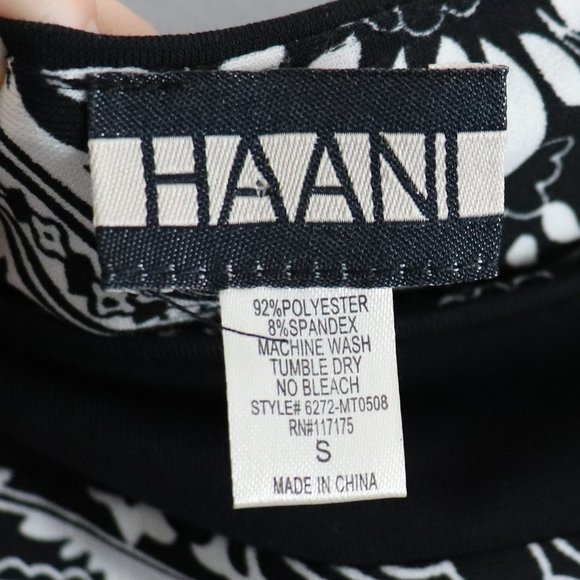 HAANI
92%POLYESTER
8%SPANDEX
MACHINE WASH
TUMBLE DRY
NO BLEACH
STYLE# 6272-MT0508
RN#117175
S
MADE IN CHINA